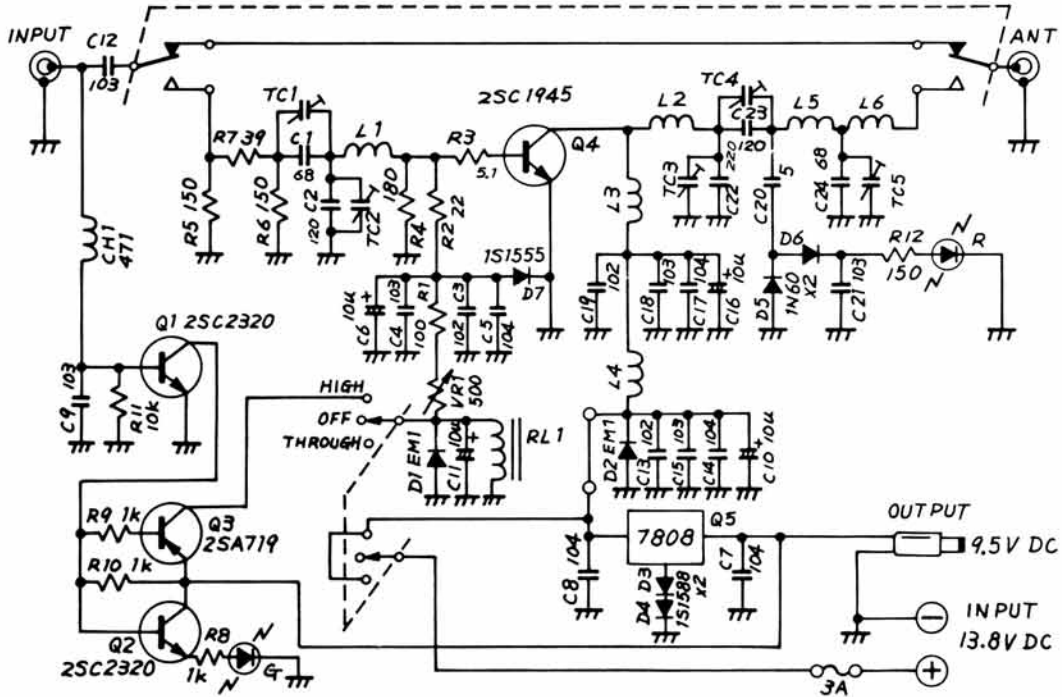 INPUT
C12
103
ANT
TC1
2SC1945
TC4
L2
C23
120
L5
L6
R7 39
C1
68
L1
R3
5.1
Q4
R5 150
R6 150
C2
120
TC2
180
R4
R2 22
L3
TC3
220
C22
C20
5
C24 68
TC5
CH1
471
1S1555
D7
D6
R12
150
R
D5
1N60
x2
C21 103
10u
C6
103
C4
R1
100
C3
102
C5
104
102
C19
103
C18
104
C17
10u
C16
Q1 2SC2320
103
C9
R11
10k
HIGH
OFF
THROUGH
VR1
500
D1 EM1
10u
C11
RL1
L4
D2 EM1
102
C13
103
C15
104
C14
10u
C10
R9 1k
Q3
2SA719
R10 1k
Q2
2SC2320
R8
1k
G
104
C8
7808
Q5
D3
D4
1S1588
x2
C7
104
OUTPUT
9.5V DC
−
INPUT
13.8V DC
3A
+